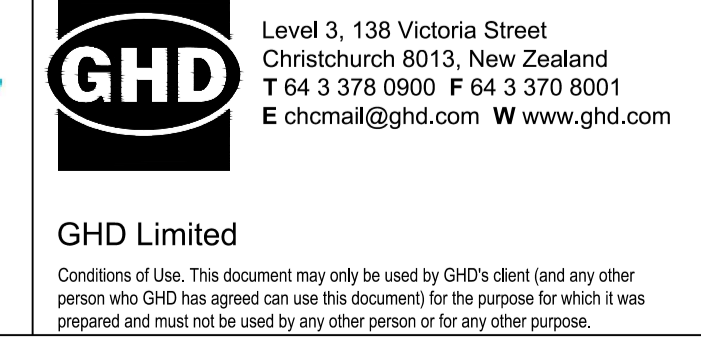 GHD
Level 3, 138 Victoria Street
Christchurch 8013, New Zealand
T 64 3 378 0900 F 64 3 370 8001
E chcmail@ghd.com W www.ghd.com
GHD Limited
Conditions of Use. This document may only be used by GHD's client (and any other
person who GHD has agreed can use this document) for the purpose for which it was
prepared and must not be used by any other person or for any other purpose.